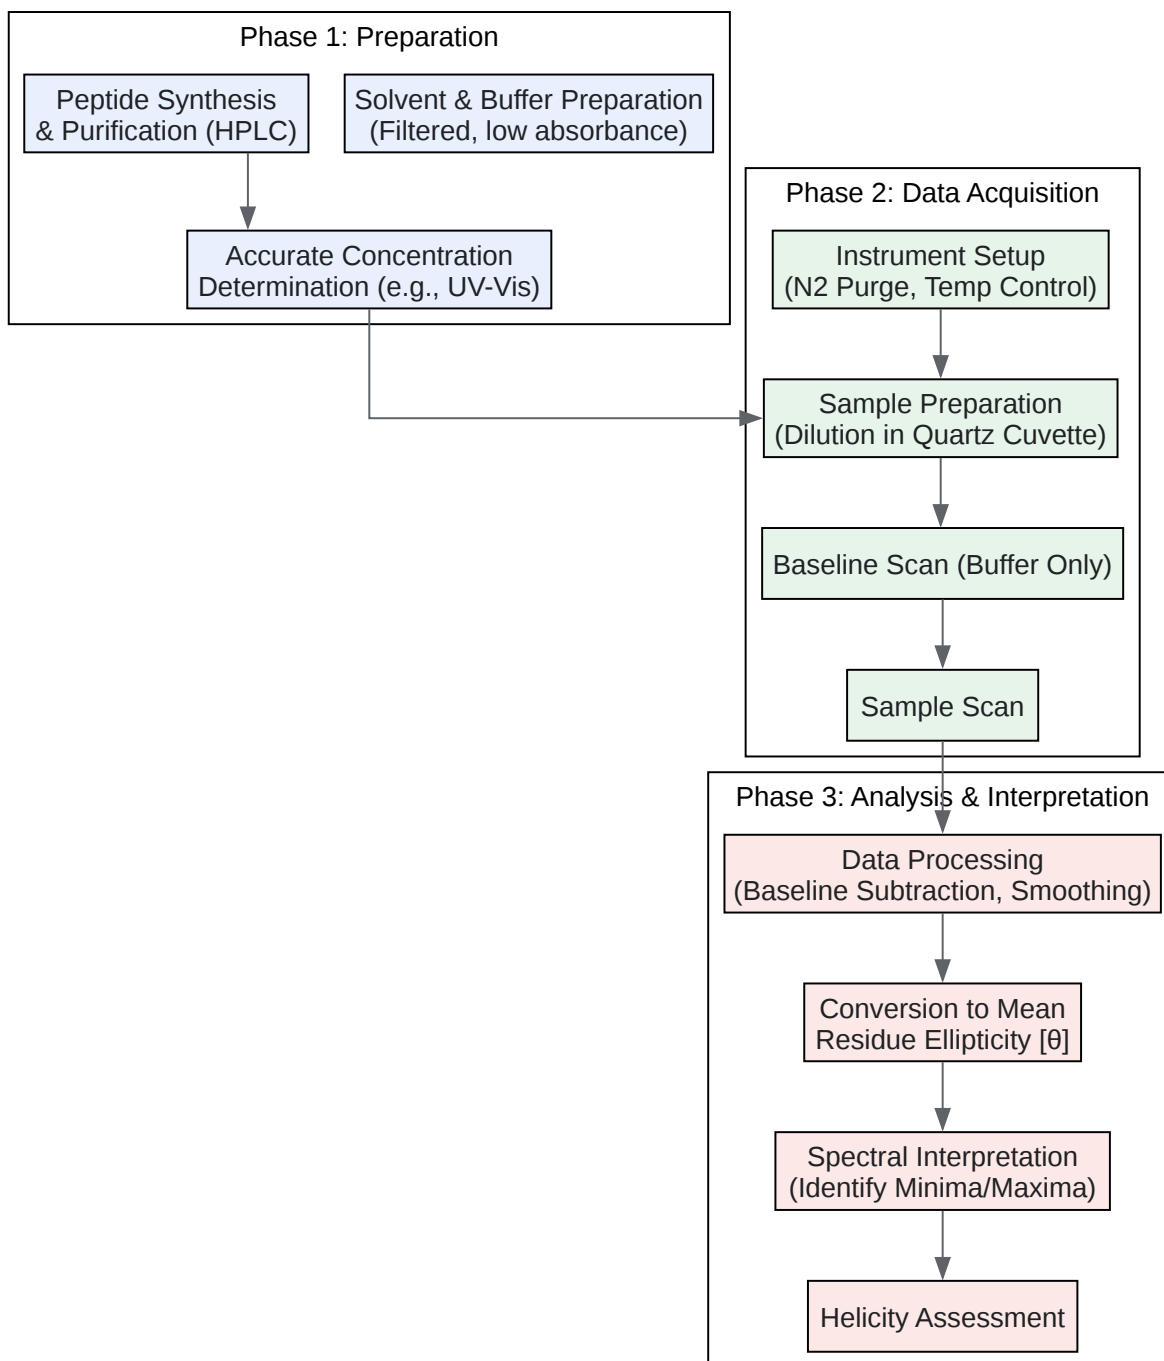 Phase 1: Preparation
Peptide Synthesis
& Purification (HPLC)
Solvent & Buffer Preparation
(Filtered, low absorbance)
Accurate Concentration
Determination (e.g., UV-Vis)
Phase 2: Data Acquisition
Instrument Setup
(N2 Purge, Temp Control)
Sample Preparation
(Dilution in Quartz Cuvette)
Baseline Scan (Buffer Only)
Sample Scan
Phase 3: Analysis & Interpretation
Data Processing
(Baseline Subtraction, Smoothing)
Conversion to Mean
Residue Ellipticity [θ]
Spectral Interpretation
(Identify Minima/Maxima)
Helicity Assessment